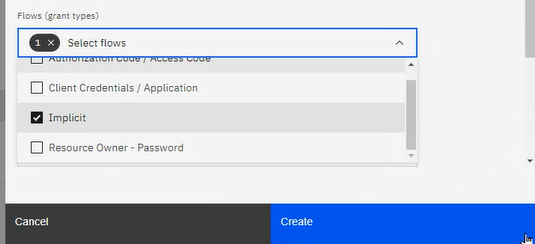 Flows (grant types)
1 × Select flows
Authorization Code / Access Code
Client Credentials / Application
Implicit
Resource Owner - Password
Cancel
Create